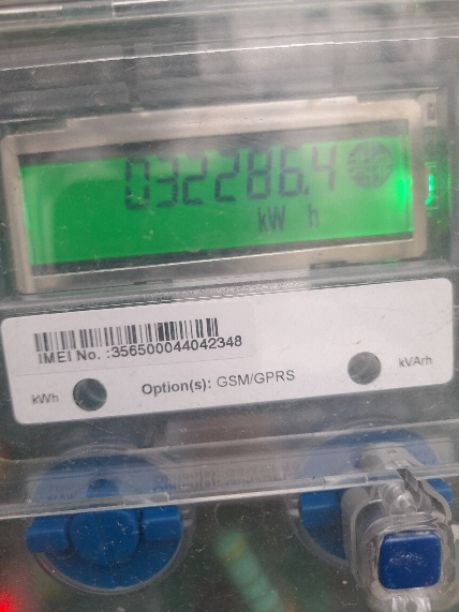 032286.4
kW h
IMEI No. :356500044042348
kWh
Option(s): GSM/GPRS
kVArh